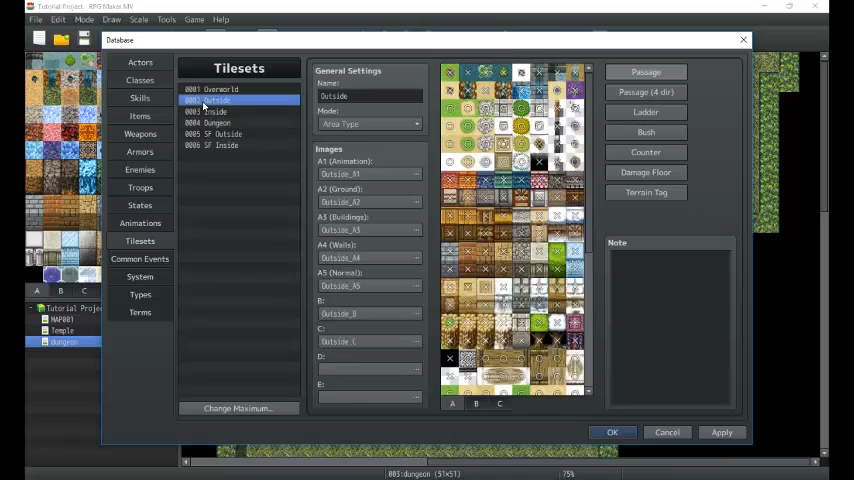 Tutorial Project - RPG Maker MV
File Edit Mode Draw Scale Tools Game Help
Database
Actors
Classes
Skills
Items
Weapons
Armors
Enemies
Troops
States
Animations
Tilesets
Common Events
System
Types
Terms
Tilesets
0001 Overworld
0002 Outside
0003 Inside
0004 Dungeon
0005 SF Outside
0006 SF Inside
Change Maximum...
General Settings
Name:
Outside
Mode:
Area Type
Images
A1 (Animation):
Outside_A1 ...
A2 (Ground):
Outside_A2 ...
A3 (Buildings):
Outside_A3 ...
A4 (Walls):
Outside_A4 ...
A5 (Normal):
Outside_A5 ...
B:
Outside_B ...
C:
Outside_C ...
D:
...
E:
...
A B C
Passage
Passage (4 dir)
Ladder
Bush
Counter
Damage Floor
Terrain Tag
Note
OK Cancel Apply
A B C
Tutorial Proje
MAP001
Temple
dungeon
003:dungeon (51×51) 75%